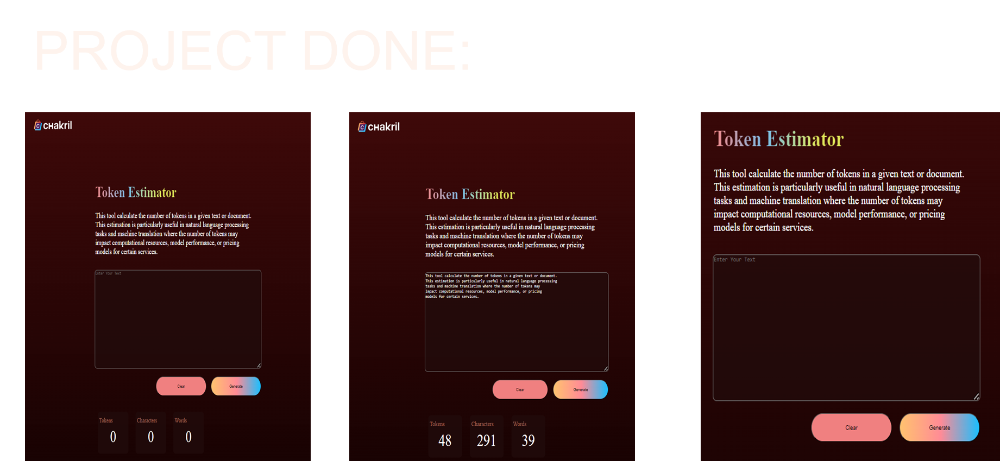 PROJECT DONE:
CHakril
Token Estimator
This tool calculate the number of tokens in a given text or document.
This estimation is particularly useful in natural language processing
tasks and machine translation where the number of tokens may
impact computational resources, model performance, or pricing
models for certain services.
Enter Your Text
Clear Generate
Tokens Characters Words
0 0 0
CHakril
Token Estimator
This tool calculate the number of tokens in a given text or document.
This estimation is particularly useful in natural language processing
tasks and machine translation where the number of tokens may
impact computational resources, model performance, or pricing
models for certain services.
This tool calculate the number of tokens in a given text or document.
This estimation is particularly useful in natural language processing
tasks and machine translation where the number of tokens may
impact computational resources, model performance, or pricing
models for certain services.
Clear Generate
Tokens Characters Words
48 291 39
Token Estimator
This tool calculate the number of tokens in a given text or document.
This estimation is particularly useful in natural language processing
tasks and machine translation where the number of tokens may
impact computational resources, model performance, or pricing
models for certain services.
Enter Your Text
Clear Generate